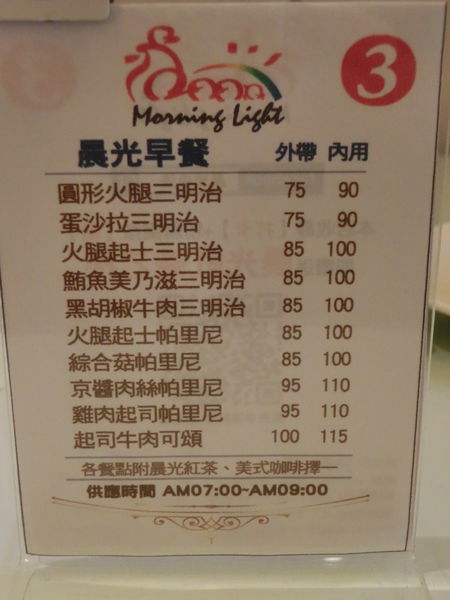 3
Morning Light
晨光早餐 外帶 內用
圓形火腿三明治 75 90
蛋沙拉三明治 75 90
火腿起士三明治 85 100
鮪魚美乃滋三明治 85 100
黑胡椒牛肉三明治 85 100
火腿起士帕里尼 85 100
綜合菇帕里尼 85 100
京醬肉絲帕里尼 95 110
雞肉起司帕里尼 95 110
起司牛肉可頌 100 115
各餐點附晨光紅茶、美式咖啡擇一
供應時間 AM07:00~AM09:00